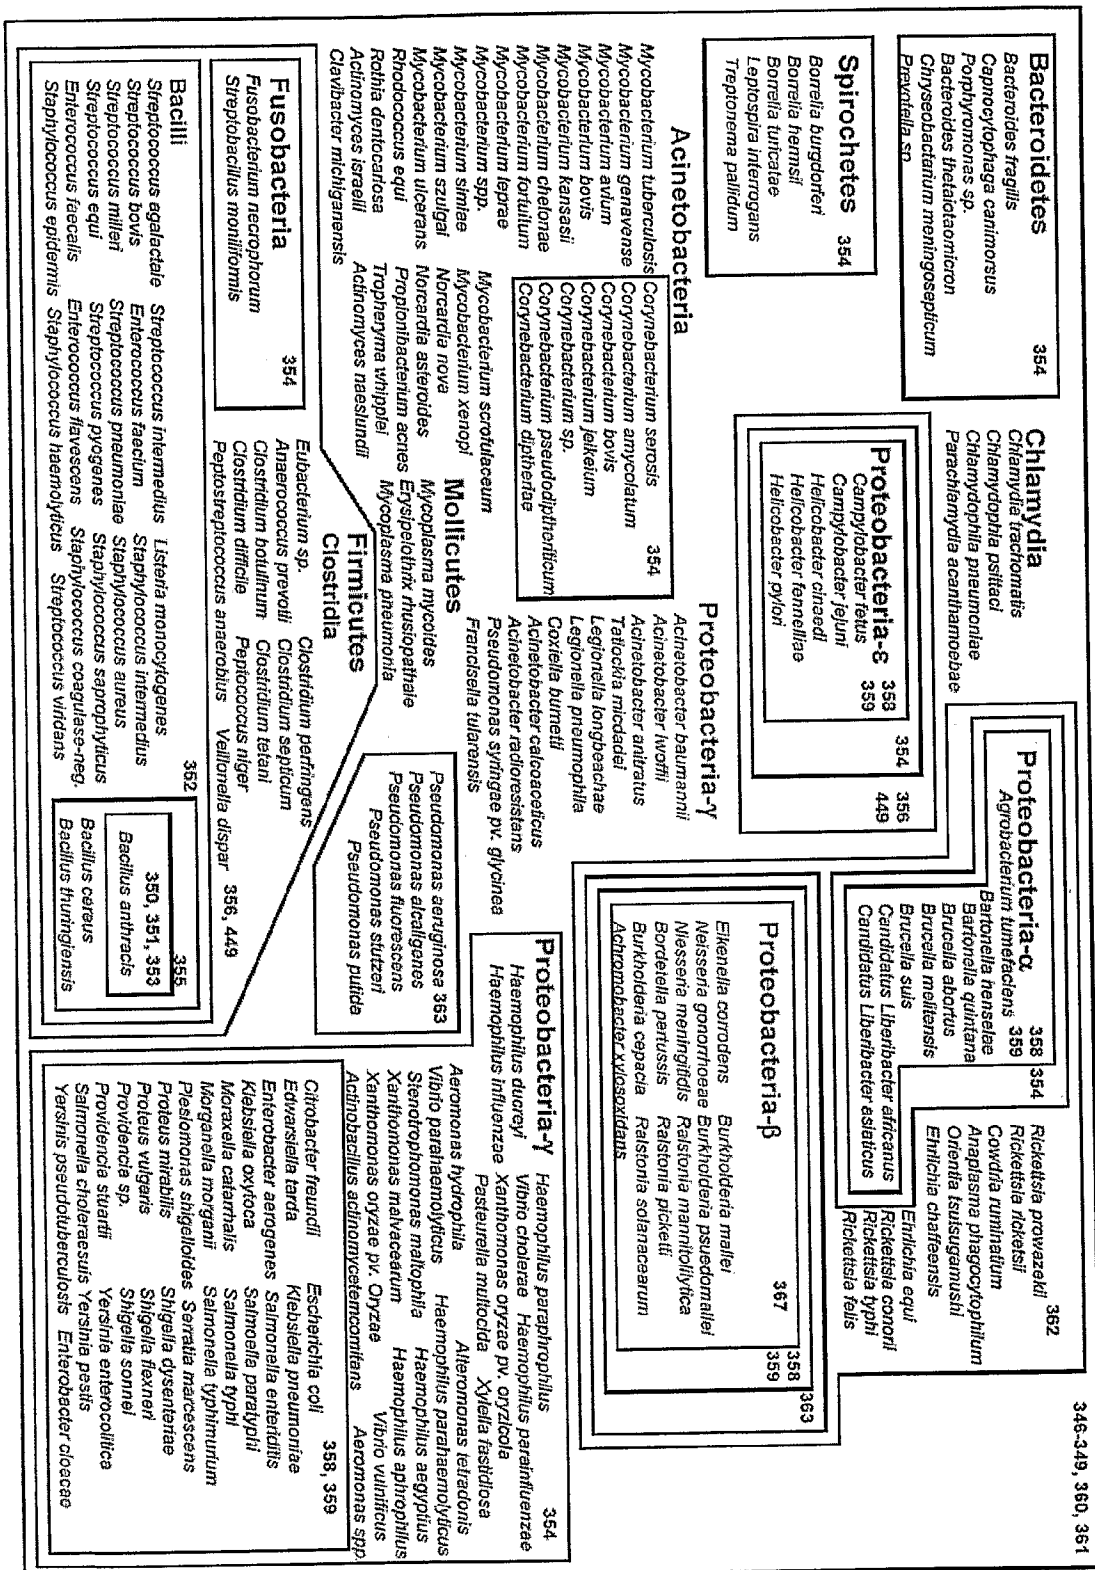 346-349, 360, 361
Bacteroidetes 354
Bacteroides fragilis
Capnocytophaga canimorsus
Pophyromonas sp.
Bacteroides thetaiotaomicron
Chryseobactarium meningosepticum
Prevotella sp
Spirochetes 354
Borrelia burgdorferi
Borrelia hermsii
Borrelia turicatae
Leptospira interrogans
Treptonema pallidum
Chlamydia
Chlamydia trachomatis
Chlamydophia psittaci
Chlamydophila pneumoniae
Parachlamydia acanthamoebae
Proteobacteria-ε 358
Campylobacter fetus 359
Campylobacter jejuni
Helicobacter cinaedi
Helicobacter fennelliae
Helicobacter pylori
354
356
449
Proteobacteria-α 358
Agrobacterium tumefaciens 359
Bartonella henselae
Bartonella quintana
Brucella abortus
Brucella melitensis
Brucella suis
Candidatus Liberibacter africanus
Candidatus Liberibacter asiaticus
354
Rickettsia prowazekii 362
Rickettsia ricketsii
Cowdria ruminatium
Anaplasma phagocytophilum
Orientia tsutsugamushi
Ehrlichia chaffeensis
Ehrlichia equi
Rickettsia conorii
Rickettsia typhi
Rickettsia felis
Proteobacteria-β 367
Eikenella corrodens Burkholderia mallei
Neisseria gonorrhoeae Burkholderia psuedomallei
Niesseria meningitidis Ralstonia mannitolilytica
Bordetella pertussis Ralstonia picketti
Burkholderia cepacia Ralstonia solanacearum
Achromobacter xylosoxidans
358
359
363
Acinetobacteria
Mycobacterium tuberculosis
Mycobacterium genavense
Mycobacterium avium
Mycobacterium bovis
Mycobacterium kansasii
Mycobacterium chelonae
Mycobacterium fortuitum
Mycobacterium leprae
Mycobacterium spp.
Mycobacterium simiae
Mycobacterium szulgai
Mycobacterium ulcerans
Rhodococcus equi
Rothia dentocariosa
Actinomyces israelii
Clavibacter michiganensis
Corynebacterium serosis
Corynebacterium amycolatum
Corynebacterium bovis
Corynebacterium jeikeium
Corynebacterium sp.
Corynebacterium pseudodiptheriticum
Corynebacterium diptheriae
354
Mycobacterium scrofulaceum
Mycobacterium xenopi
Norcardia nova
Norcardia asteroides
Propionibacterium acnes
Tropheryma whipplei
Actinomyces naeslundii
Mollicutes
Mycoplasma mycoites
Erysipelothrix rhusiopathaie
Mycoplasma pneumonia
Proteobacteria-γ
Acinatobacter baumannii
Acinetobacter lwoffii
Acinetobacter anitratus
Tatlockia micdadei
Legionella longbeachae
Legionella pneumophila
Coxiella burnetii
Acinetobacter calcoaceticus
Acinetobacter radioresistans
Pseudomonas syringae pv. glycinea
Francisella tularensis
Pseudomonas aeruginosa 363
Pseudomonas alcaligenes
Pseudomonas fluorescens
Pseudomonas stutzeri
Pseudomonas putida
Proteobacteria-γ 354
Haemophilus ducreyi
Haemophilus influenzae
Haemophilus paraphrophilus
Vibrio cholerae Haemophilus parainfluenzae
Xanthomonas oryzae pv. oryzicola
Pasteurella multocida Xylella fastidiosa
Aeromonas hydrophila Alteromonas tetradonis
Vibrio parahaemolyticus Haemophilus parahaemolyticus
Stenotrophomonas maltophila Haemophilus aegyptius
Xanthomonas malvacearum Haemophilus aphrophilus
Xanthomonas oryzae pv. Oryzae Vibrio vulnificus
Actinobacillus actinomycetemcomitans Aeromonas spp.
358, 359
Citrobacter freundii Escherichia coli
Edwarsiella tarda Klebsiella pneumoniae
Enterobacter aerogenes Salmonella enteriditis
Klebsiella oxytoca Salmonella paratyphi
Moraxella catarrhalis Salmonella typhi
Morganella morganii Salmonella typhimurium
Plesiomonas shigelloides Serratia marcescens
Proteus mirabilis Shigella dysenteriae
Proteus vulgaris Shigella flexneri
Providencia sp. Shigella sonnei
Providencia stuartii Yersinia enterocolitica
Salmonella choleraesuis Yersinia pestis
Yersinis pseudotuberculosis Enterobacter cloacae
Fusobacteria 354
Fusobacterium necrophorum
Streptobacillus moniliformis
Firmicutes
Clostridia
Eubacterium sp. Clostridium perfringens
Anaerococcus prevotii Clostridium septicum
Clostridium botulinum Clostridium tetani
Clostridium difficile Peptococcus niger
Peptostreptococcus anaerobius Veillonella dispar 356, 449
Bacilli 352
Streptococcus agalactaie Streptococcus intermedius Listeria monocytogenes
Streptococcus bovis Enterococcus faecium Staphylococcus intermedius
Streptococcus milleri Streptococcus pneumoniae Staphylococcus aureus
Streptococcus equi Streptococcus pyogenes Staphylococcus saprophyticus
Enterococcus faecalis Enterococcus flavescens Staphylococcus coagulase-neg.
Staphylococcus epidermis Staphylococcus haemolyticus Streptococcus viridans
355
350, 351, 353
Bacillus anthracis
Bacillus cereus
Bacillus thuringiensis